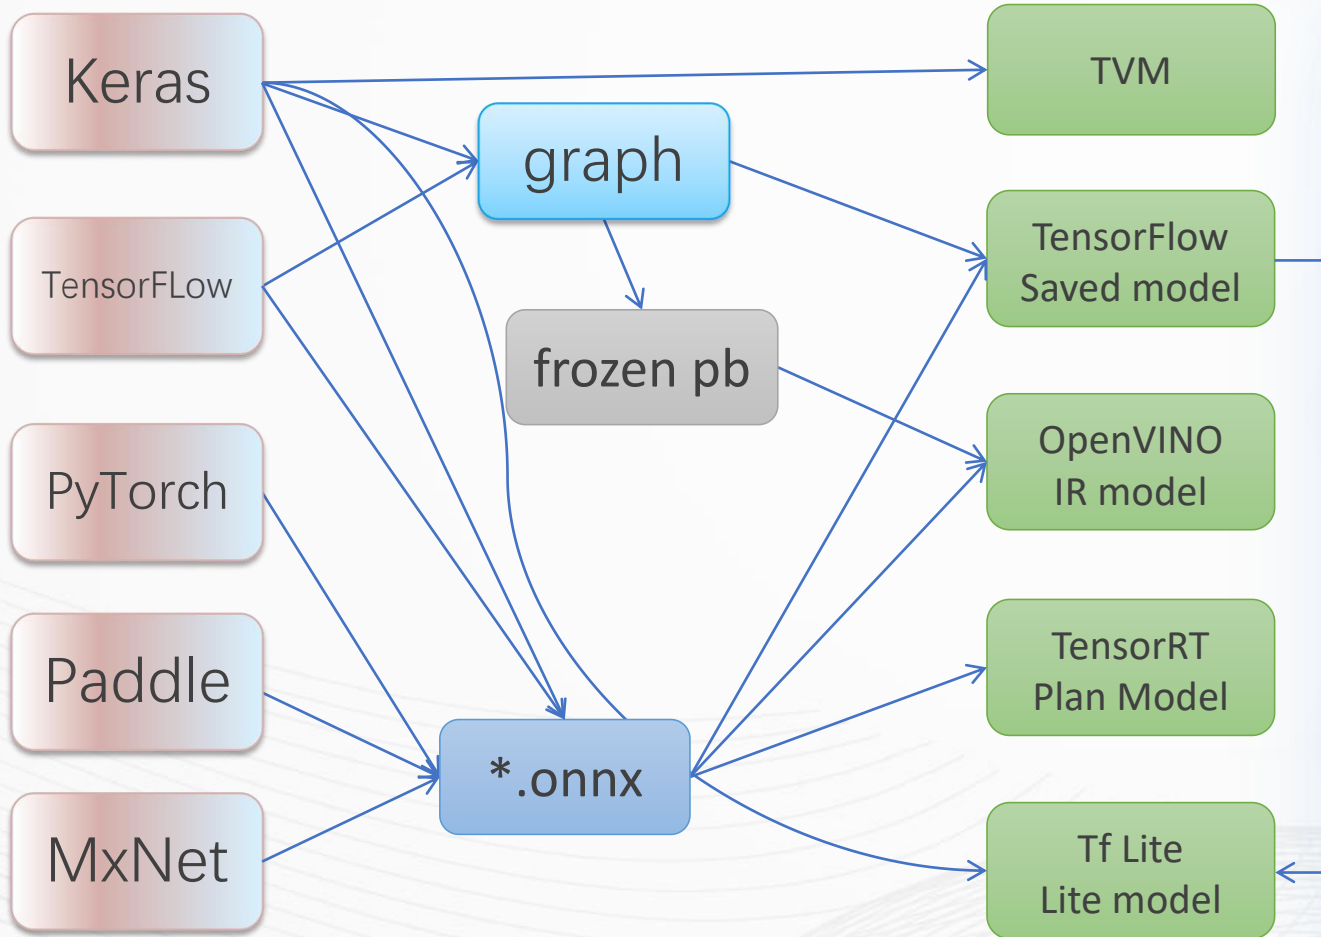 Keras
TensorFLow
PyTorch
Paddle
MxNet
graph
frozen pb
*.onnx
TVM
TensorFlow
Saved model
OpenVINO
IR model
TensorRT
Plan Model
Tf Lite
Lite model